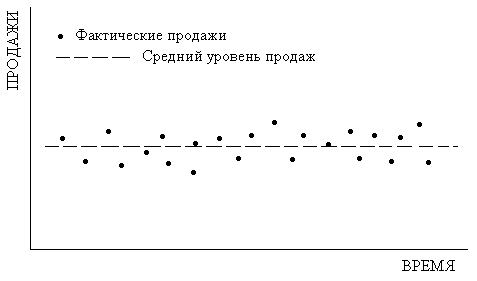 ПРОДАЖИ
Фактические продажи
Средний уровень продаж
ВРЕМЯ